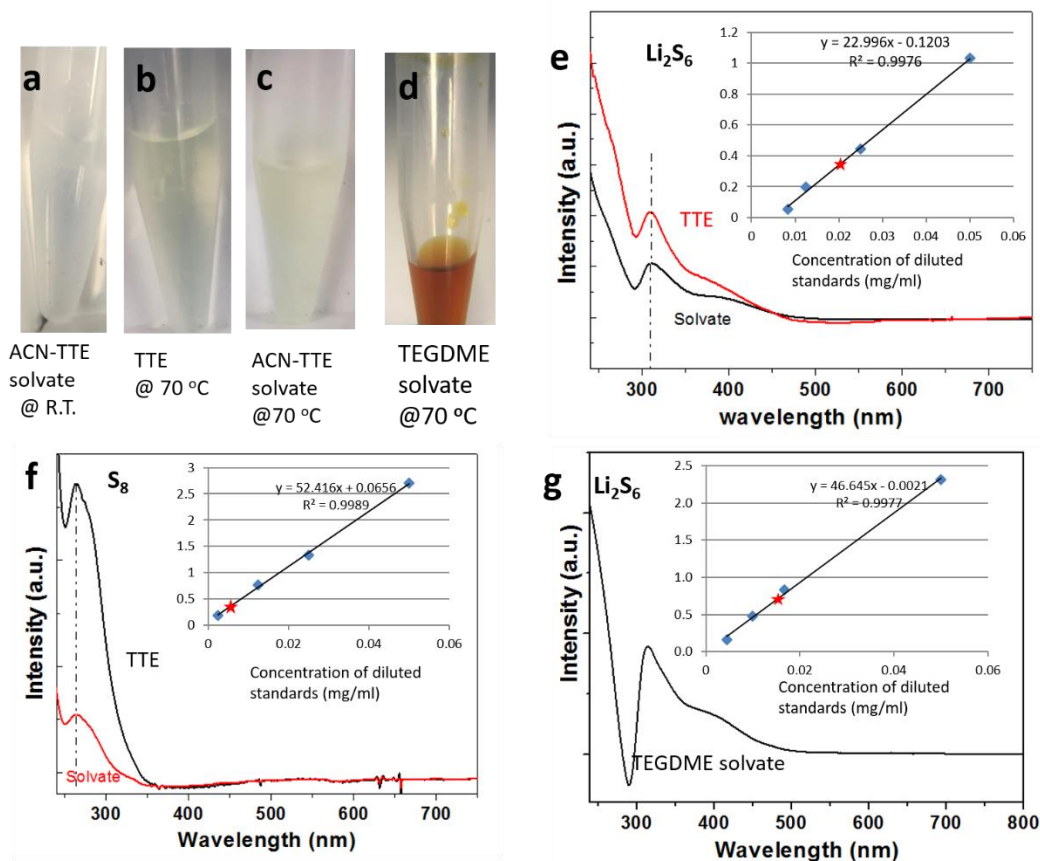 a
b
c
d
ACN-TTE
solvate
@ R.T.
TTE
@ 70 °C
ACN-TTE
solvate
@70 °C
TEGDME
solvate
@70 °C
e
Li₂S₆
Intensity (a.u.)
y = 22.996x - 0.1203
R² = 0.9976
1.2
1
0.8
0.6
0.4
0.2
0
0 0.01 0.02 0.03 0.04 0.05 0.06
Concentration of diluted
standards (mg/ml)
TTE
Solvate
300 400 500 600 700
wavelength (nm)
f
S₈
Intensity (a.u.)
y = 52.416x + 0.0656
R² = 0.9989
3
2.5
2
1.5
1
0.5
0
0 0.02 0.04 0.06
Concentration of diluted
standards (mg/ml)
TTE
Solvate
300 400 500 600 700
Wavelength (nm)
g
Li₂S₆
Intensity (a.u.)
y = 46.645x - 0.0021
R² = 0.9977
2.5
2.0
1.5
1.0
0.5
0.0
0 0.02 0.04 0.06
Concentration of diluted
standards (mg/ml)
TEGDME solvate
300 400 500 600 700 800
Wavelength (nm)